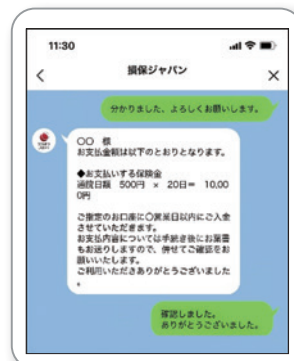 11:30
損保ジャパン
分かりました、よろしくお願いします。
〇〇 様
お支払金額は以下のとおりとなります。
◆お支払いする保険金
通院日額 500円 × 20日= 10,00
0円
ご指定のお口座に〇営業日以内にご入金
させていただきます。
お支払内容については手続き後にお葉書
もお送りしますので、併せてご確認をお
願いいたします。
ご利用いただきありがとうございました
。
確認しました。
ありがとうございました。